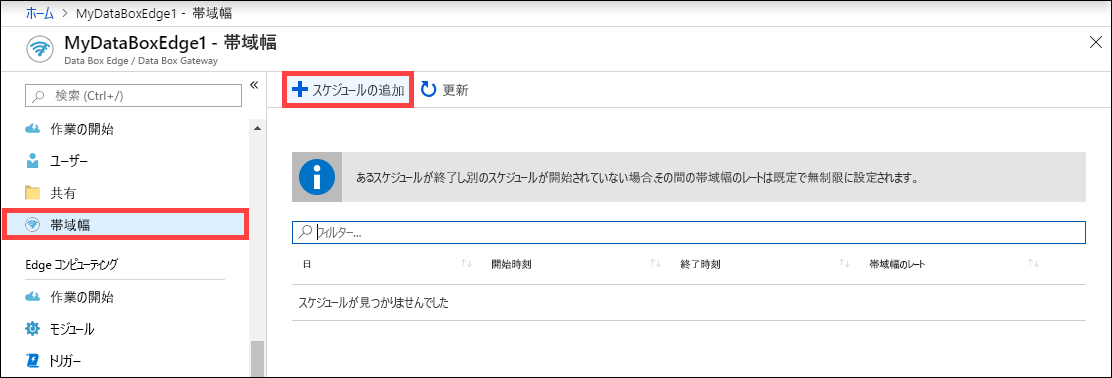 ホーム > MyDataBoxEdge1 - 帯域幅
MyDataBoxEdge1 - 帯域幅
Data Box Edge / Data Box Gateway
検索 (Ctrl+/)
作業の開始
ユーザー
共有
帯域幅
Edge コンピューティング
作業の開始
モジュール
トリガー
スケジュールの追加 更新
あるスケジュールが終了し別のスケジュールが開始されていない場合、その間の帯域幅のレートは既定で無制限に設定されます。
フィルター...
日 開始時刻 終了時刻 帯域幅のレート
スケジュールが見つかりませんでした